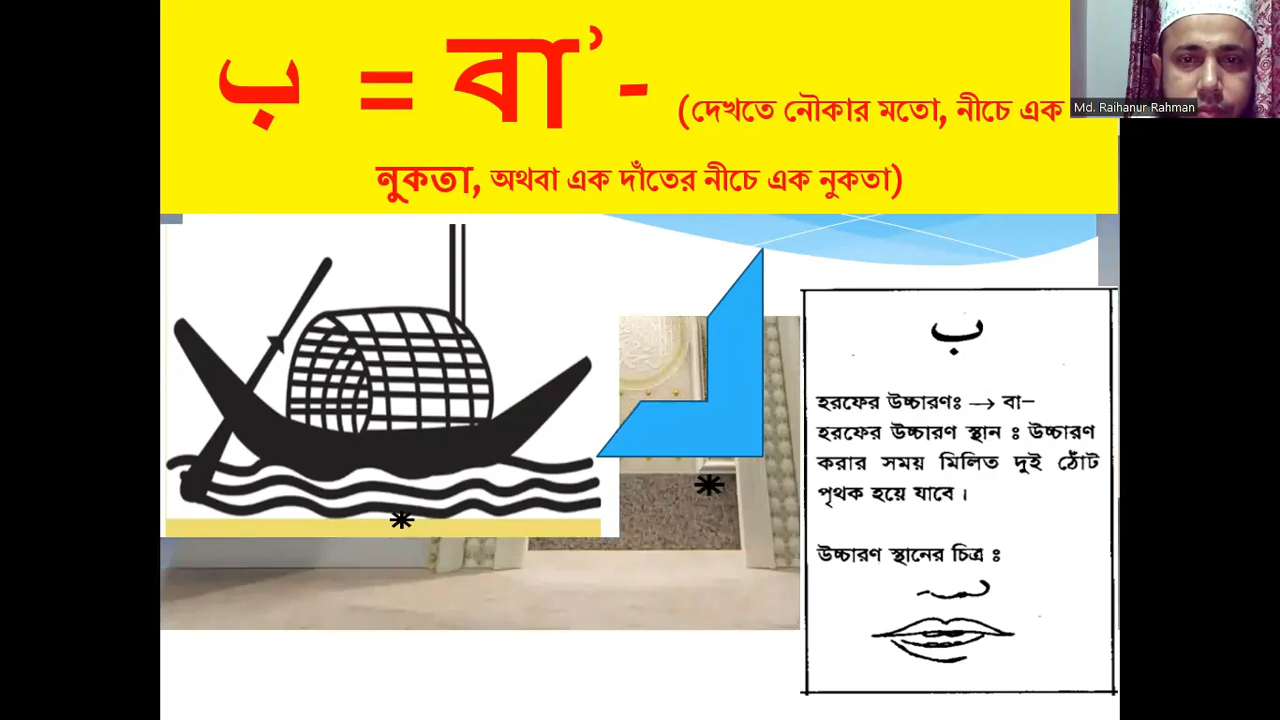 ب = বা' - (দেখতে নৌকার মতো, নীচে এক
নুকতা, অথবা এক দাঁতের নীচে এক নুকতা)
Md. Raihanur Rahman
ب
হরফের উচ্চারণঃ → বা–
হরফের উচ্চারণ স্থান ঃ উচ্চারণ
করার সময় মিলিত দুই ঠোঁট
পৃথক হয়ে যাবে।
উচ্চারণ স্থানের চিত্র ঃ